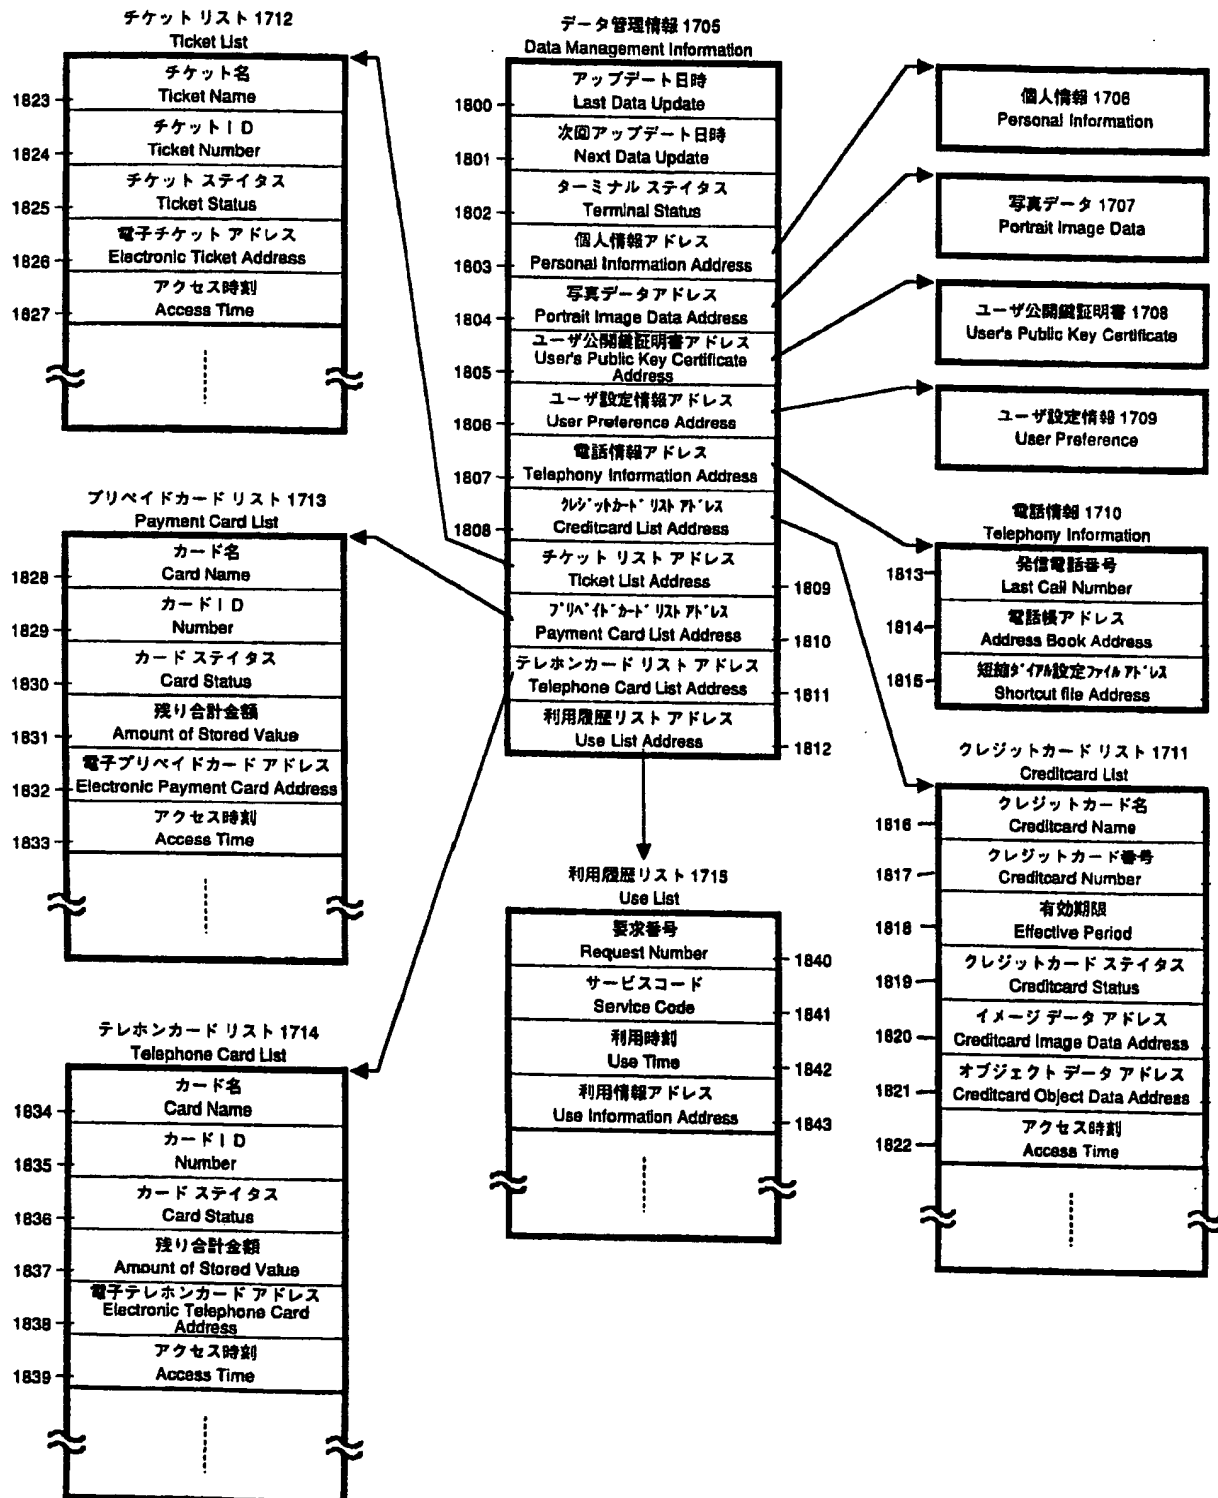 チケット リスト 1712
Ticket List
チケット名
Ticket Name
1823
チケットID
Ticket Number
1824
チケット ステイタス
Ticket Status
1825
電子チケット アドレス
Electronic Ticket Address
1826
アクセス時刻
Access Time
1827
プリペイドカード リスト 1713
Payment Card List
カード名
Card Name
1828
カードID
Number
1829
カード ステイタス
Card Status
1830
残り合計金額
Amount of Stored Value
1831
電子プリペイドカード アドレス
Electronic Payment Card Address
1832
アクセス時刻
Access Time
1833
テレホンカード リスト 1714
Telephone Card List
カード名
Card Name
1834
カードID
Number
1835
カード ステイタス
Card Status
1836
残り合計金額
Amount of Stored Value
1837
電子テレホンカード アドレス
Electronic Telephone Card
Address
1838
アクセス時刻
Access Time
1839
データ管理情報 1705
Data Management Information
アップデート日時
Last Data Update
1800
次回アップデート日時
Next Data Update
1801
ターミナル ステイタス
Terminal Status
1802
個人情報アドレス
Personal Information Address
1803
写真データアドレス
Portrait Image Data Address
1804
ユーザ公開鍵証明書アドレス
User's Public Key Certificate
Address
1805
ユーザ設定情報アドレス
User Preference Address
1806
電話情報アドレス
Telephony Information Address
1807
クレジットカード リスト アドレス
Creditcard List Address
1808
チケット リスト アドレス
Ticket List Address
1809
プリペイドカード リスト アドレス
Payment Card List Address
1810
テレホンカード リスト アドレス
Telephone Card List Address
1811
利用履歴リスト アドレス
Use List Address
1812
利用履歴リスト 1715
Use List
要求番号
Request Number
1840
サービスコード
Service Code
1841
利用時刻
Use Time
1842
利用情報アドレス
Use Information Address
1843
個人情報 1706
Personal Information
写真データ 1707
Portrait Image Data
ユーザ公開鍵証明書 1708
User's Public Key Certificate
ユーザ設定情報 1709
User Preference
電話情報 1710
Telephony Information
発信電話番号
Last Call Number
1813
電話帳アドレス
Address Book Address
1814
短縮ダイアル設定ファイル アドレス
Shortcut file Address
1815
クレジットカード リスト 1711
Creditcard List
クレジットカード名
Creditcard Name
1816
クレジットカード番号
Creditcard Number
1817
有効期限
Effective Period
1818
クレジットカード ステイタス
Creditcard Status
1819
イメージ データ アドレス
Creditcard Image Data Address
1820
オブジェクト データ アドレス
Creditcard Object Data Address
1821
アクセス時刻
Access Time
1822